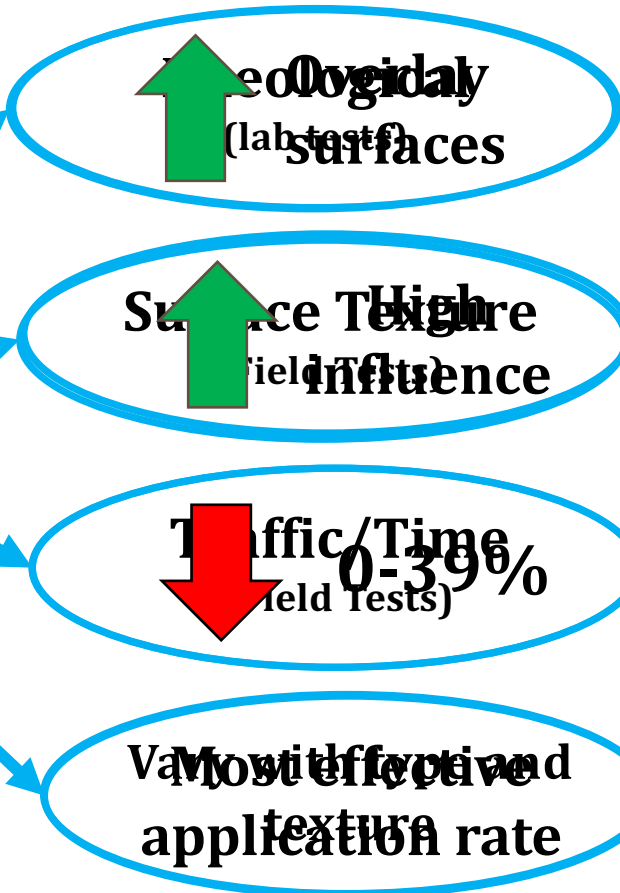 Rheological
(lab tests)
Overlay
surfaces
Surface Texture
(Field Tests)
High
influence
Traffic/Time
(Field Tests)
0-39%
Vary with type and
texture
Most effective
application rate